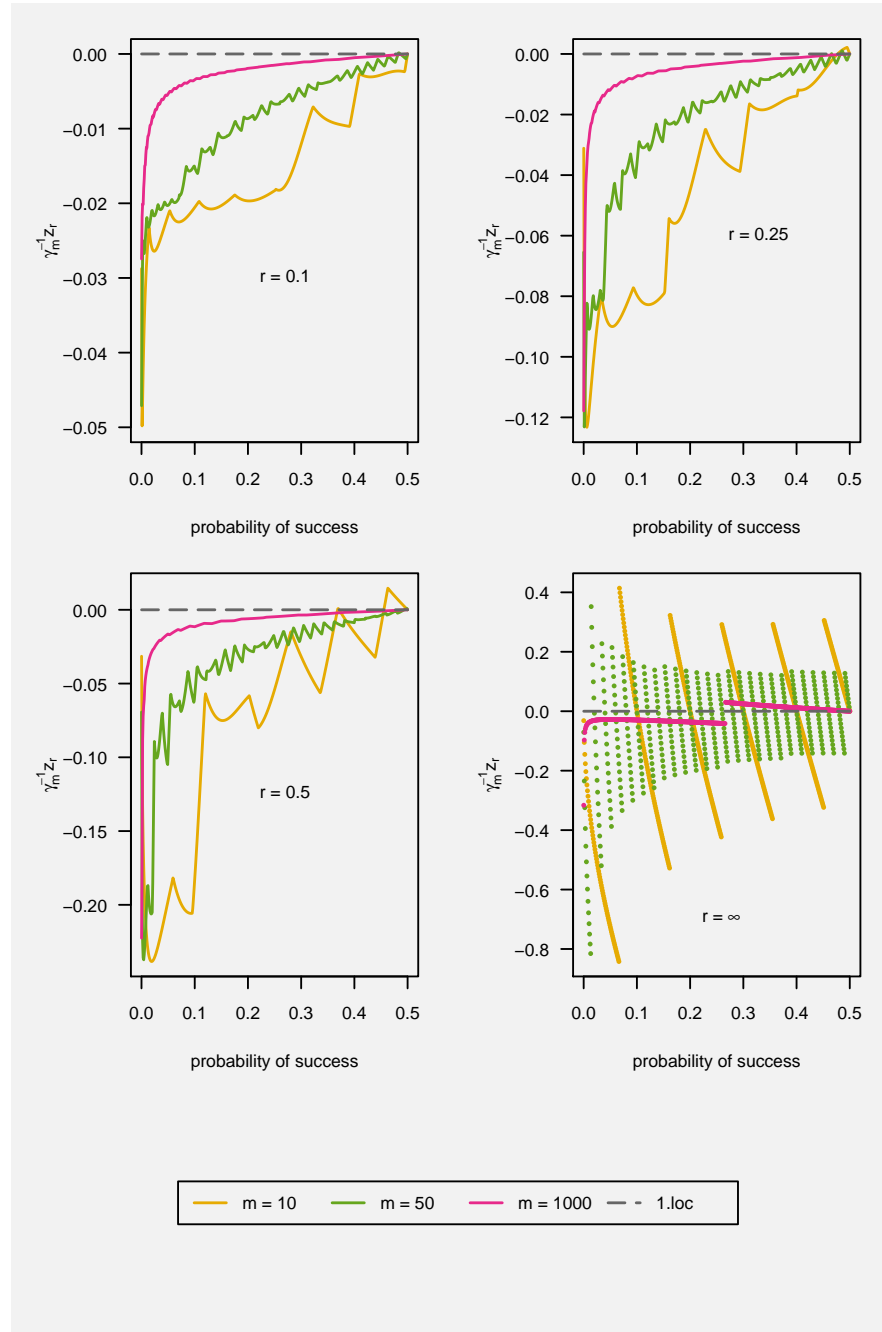 0.00
−0.01
−0.02
−0.03
−0.04
−0.05
γₘ⁻¹zᵣ
r = 0.1
0.0 0.1 0.2 0.3 0.4 0.5
probability of success
0.00
−0.02
−0.04
−0.06
−0.08
−0.10
−0.12
γₘ⁻¹zᵣ
r = 0.25
0.0 0.1 0.2 0.3 0.4 0.5
probability of success
0.00
−0.05
−0.10
−0.15
−0.20
γₘ⁻¹zᵣ
r = 0.5
0.0 0.1 0.2 0.3 0.4 0.5
probability of success
0.4
0.2
0.0
−0.2
−0.4
−0.6
−0.8
γₘ⁻¹zᵣ
r = ∞
0.0 0.1 0.2 0.3 0.4 0.5
probability of success
m = 10 m = 50 m = 1000 1.loc